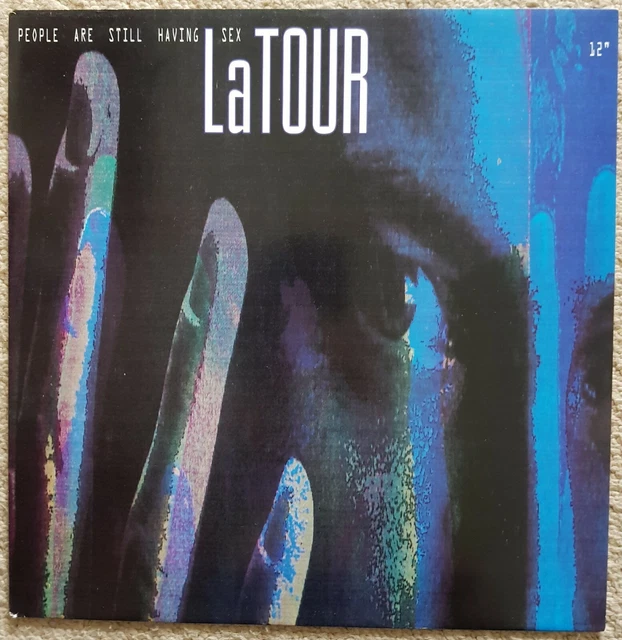 PEOPLE ARE STILL HAVING SEX
LaTOUR
12"